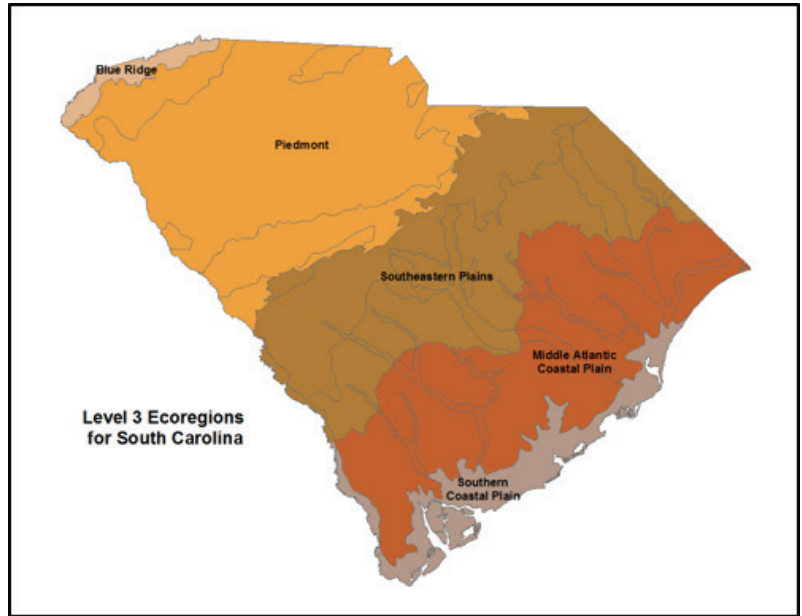 Blue Ridge
Piedmont
Southeastern Plains
Middle Atlantic
Coastal Plain
Level 3 Ecoregions
for South Carolina
Southern
Coastal Plain